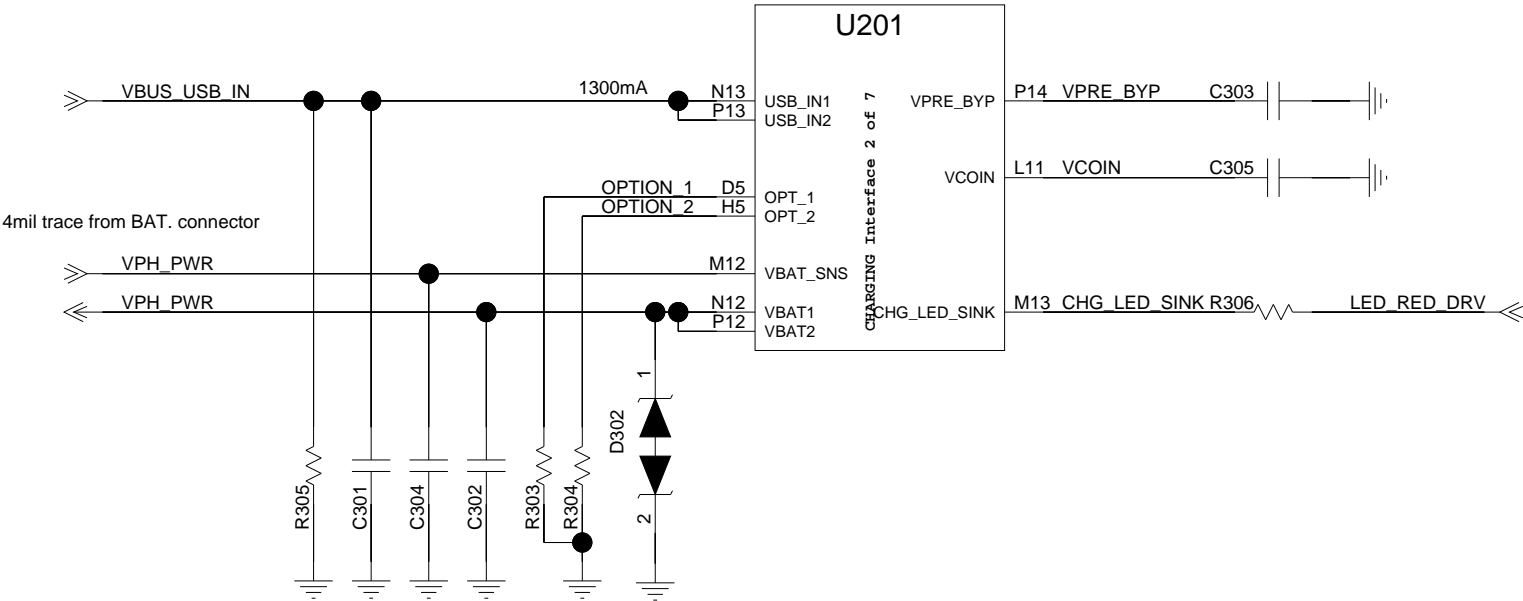 U201
VBUS_USB_IN
1300mA
N13
USB_IN1
P13
USB_IN2
CHARGING Interface 2 of 7
VPRE_BYP
P14
VPRE_BYP
C303
VCOIN
L11
VCOIN
C305
OPTION_1
D5
OPT_1
OPTION_2
H5
OPT_2
4mil trace from BAT. connector
VPH_PWR
M12
VBAT_SNS
VPH_PWR
N12
VBAT1
P12
VBAT2
CHG_LED_SINK
M13
CHG_LED_SINK
R306
LED_RED_DRV
1
D302
2
R305
C301
C304
C302
R303
R304